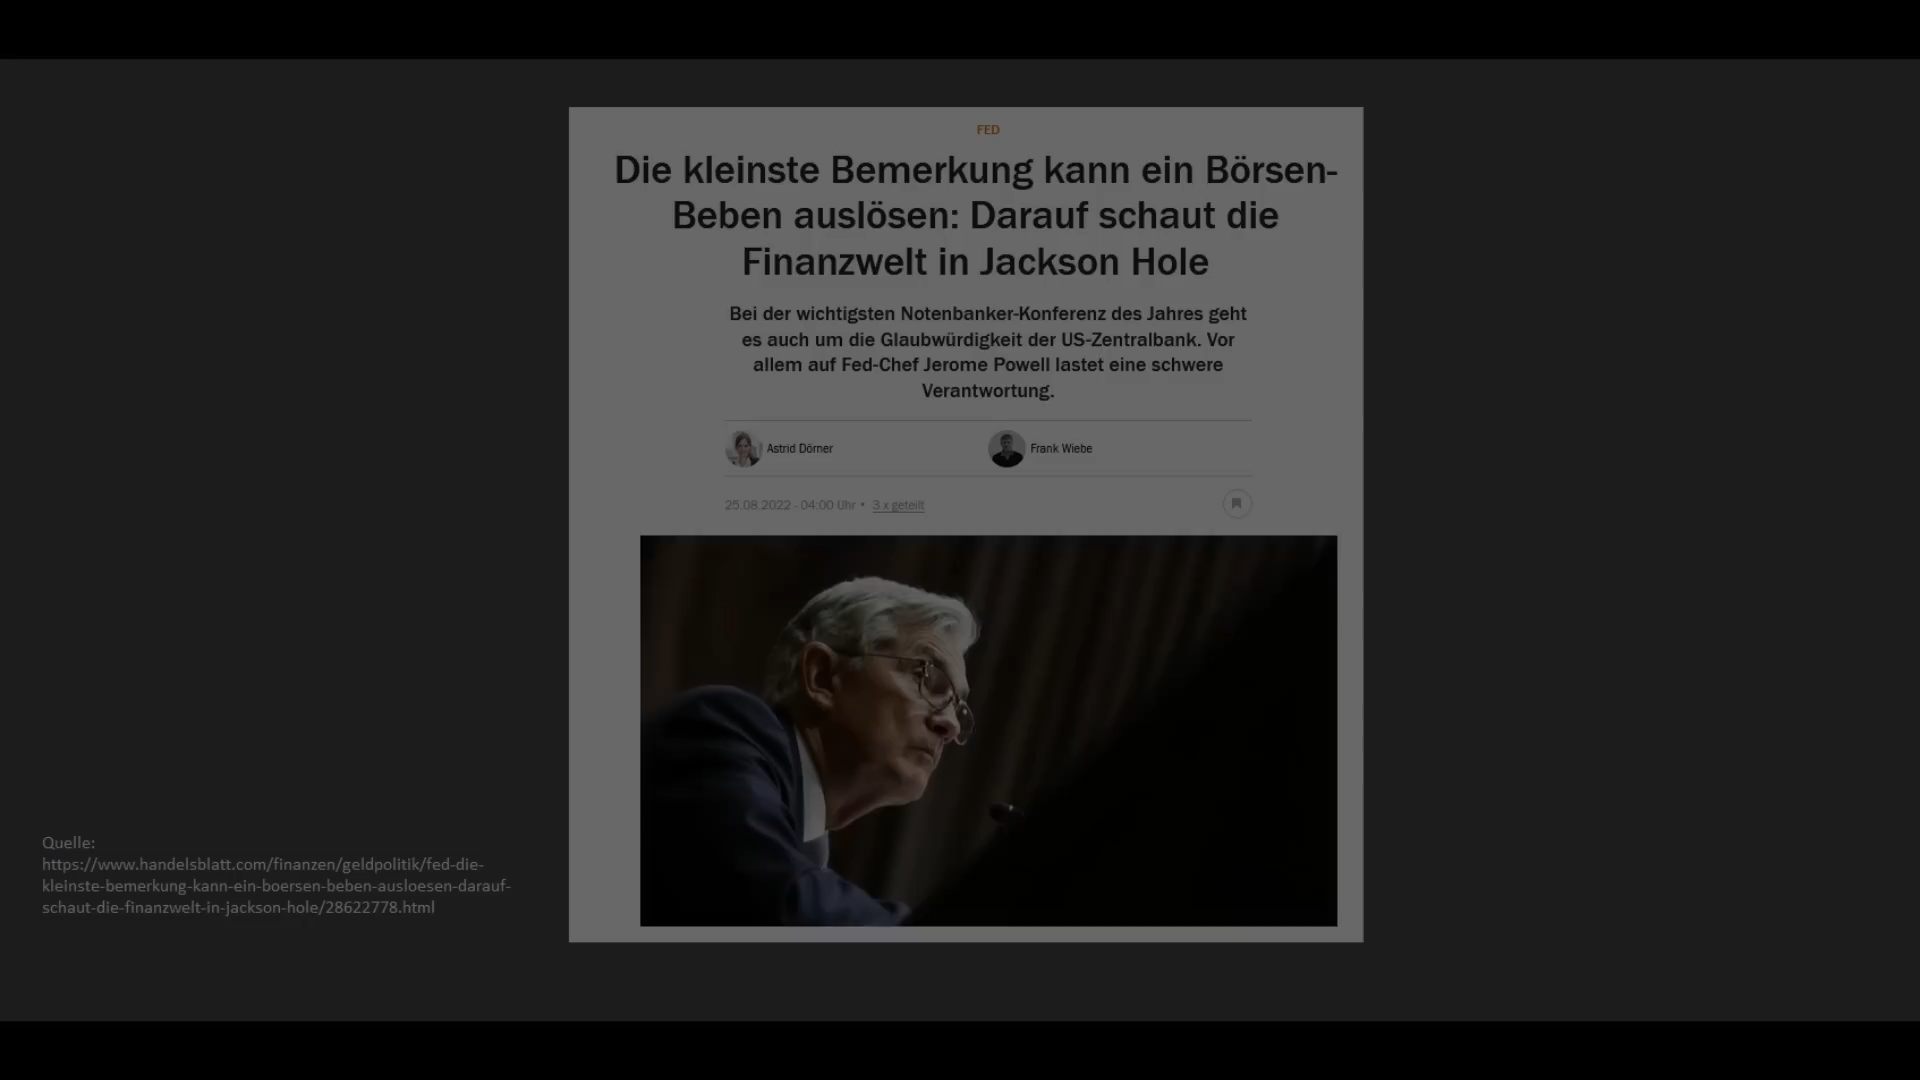 FED
Die kleinste Bemerkung kann ein Börsen-
Beben auslösen: Darauf schaut die
Finanzwelt in Jackson Hole
Bei der wichtigsten Notenbanker-Konferenz des Jahres geht
es auch um die Glaubwürdigkeit der US-Zentralbank. Vor
allem auf Fed-Chef Jerome Powell lastet eine schwere
Verantwortung.
Astrid Dörner
Frank Wiebe
25.08.2022 - 04:00 Uhr • 3 x geteilt
Quelle:
https://www.handelsblatt.com/finanzen/geldpolitik/fed-die-
kleinste-bemerkung-kann-ein-boersen-beben-ausloesen-darauf-
schaut-die-finanzwelt-in-jackson-hole/28622778.html